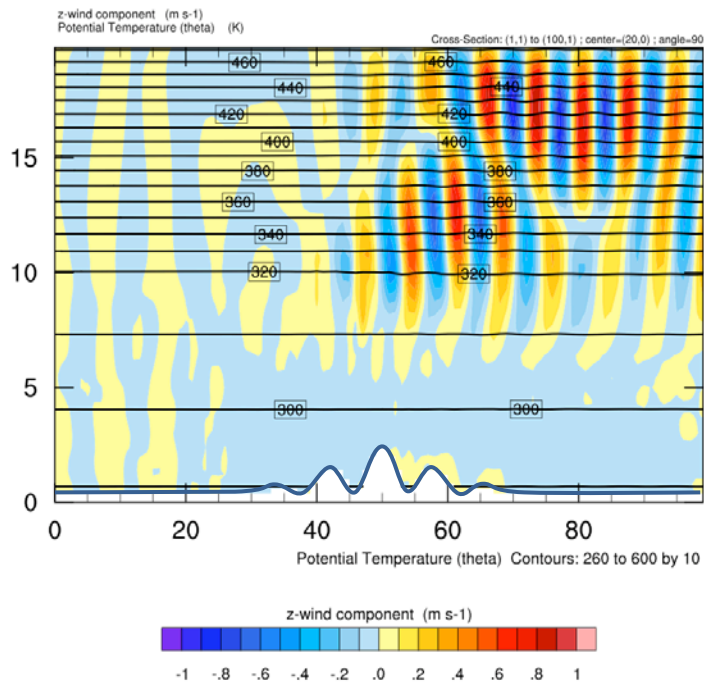 z-wind component (m s-1)
Potential Temperature (theta) (K)
Cross-Section: (1,1) to (100,1) ; center=(20,0) ; angle=90
460 460
440 440
420 420
400 400
15
380 380
360 360
340 340
10 320 320
5
300 300
0
0 20 40 60 80
Potential Temperature (theta) Contours: 260 to 600 by 10
z-wind component (m s-1)
-1 -.8 -.6 -.4 -.2 .0 .2 .4 .6 .8 1